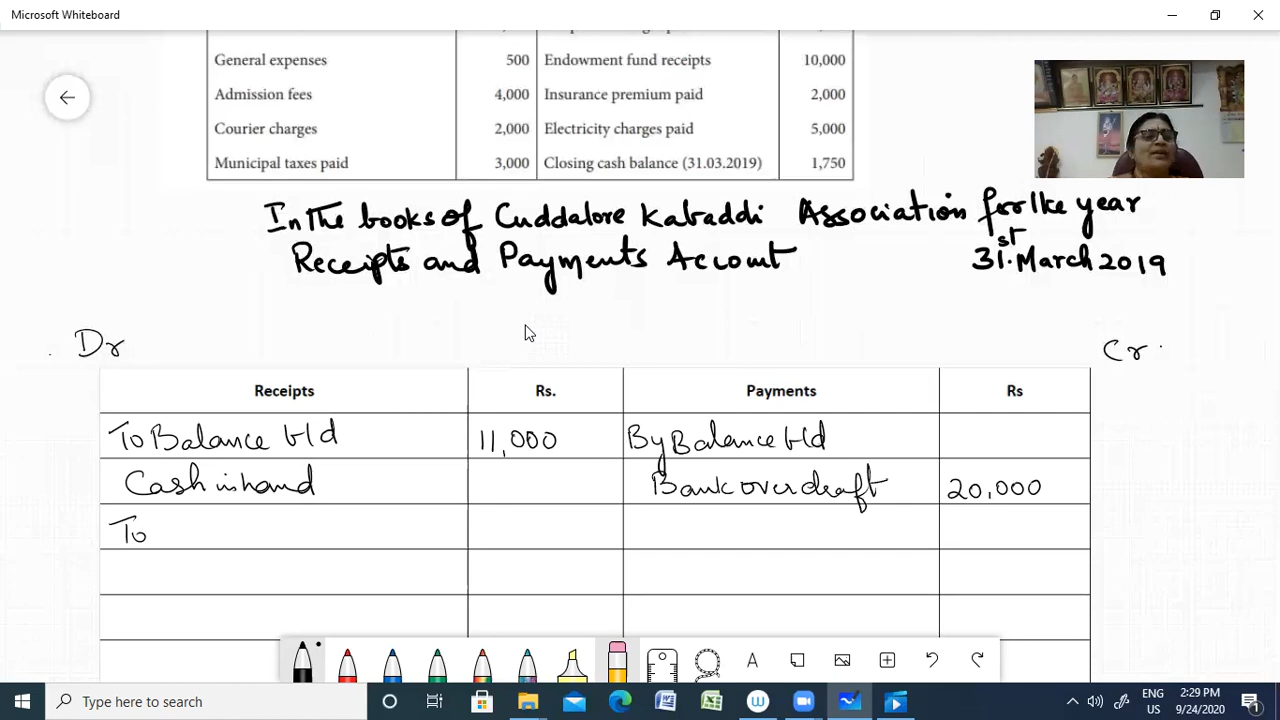 Microsoft Whiteboard
General expenses 500 Endowment fund receipts 10,000
Admission fees 4,000 Insurance premium paid 2,000
Courier charges 2,000 Electricity charges paid 5,000
Municipal taxes paid 3,000 Closing cash balance (31.03.2019) 1,750
In the books of Cuddalore Kabaddi Association for the year
Receipts and Payments Account 31st March 2019
Dr Cr
Receipts Rs. Payments Rs
To Balance b/d 11,000 By Balance b/d
Cash in hand Bank overdraft 20,000
To
Type here to search
ENG 2:29 PM
US 9/24/2020